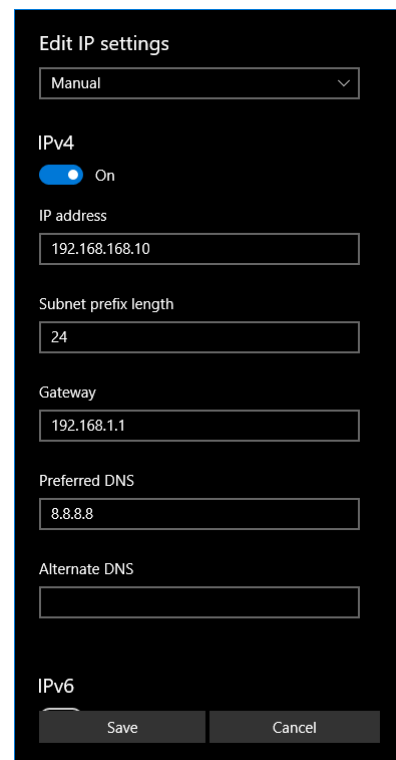 Edit IP settings
Manual
IPv4
On
IP address
192.168.168.10
Subnet prefix length
24
Gateway
192.168.1.1
Preferred DNS
8.8.8.8
Alternate DNS
IPv6
Save Cancel